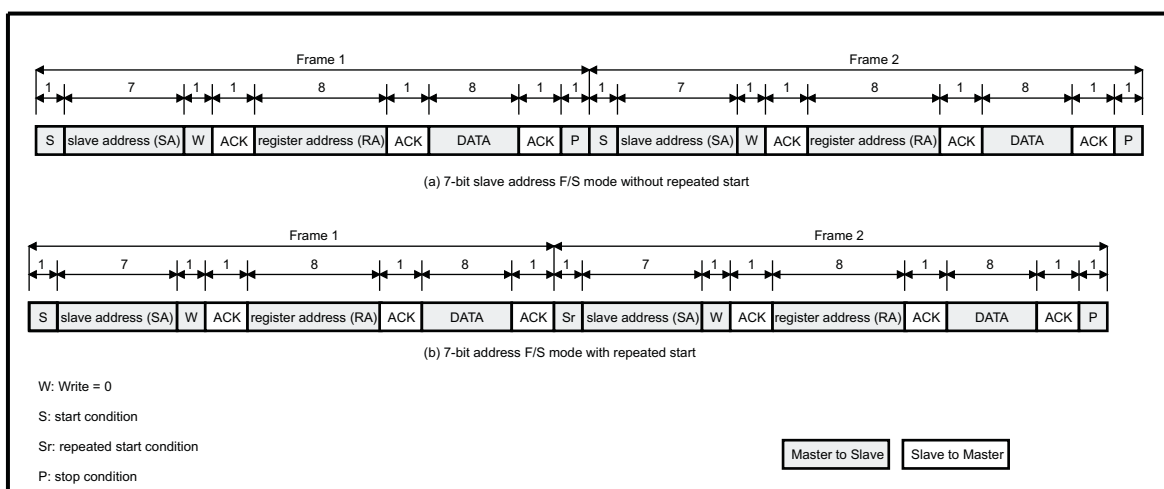 Frame 1 Frame 2
1 7 1 1 8 1 8 1 1 1 7 1 1 8 1 8 1 1
S slave address (SA) W ACK register address (RA) ACK DATA ACK P S slave address (SA) W ACK register address (RA) ACK DATA ACK P
(a) 7-bit slave address F/S mode without repeated start
Frame 1 Frame 2
1 7 1 1 8 1 8 1 1 7 1 1 8 1 8 1 1
S slave address (SA) W ACK register address (RA) ACK DATA ACK Sr slave address (SA) W ACK register address (RA) ACK DATA ACK P
(b) 7-bit address F/S mode with repeated start
W: Write = 0
S: start condition
Sr: repeated start condition
Master to Slave Slave to Master
P: stop condition